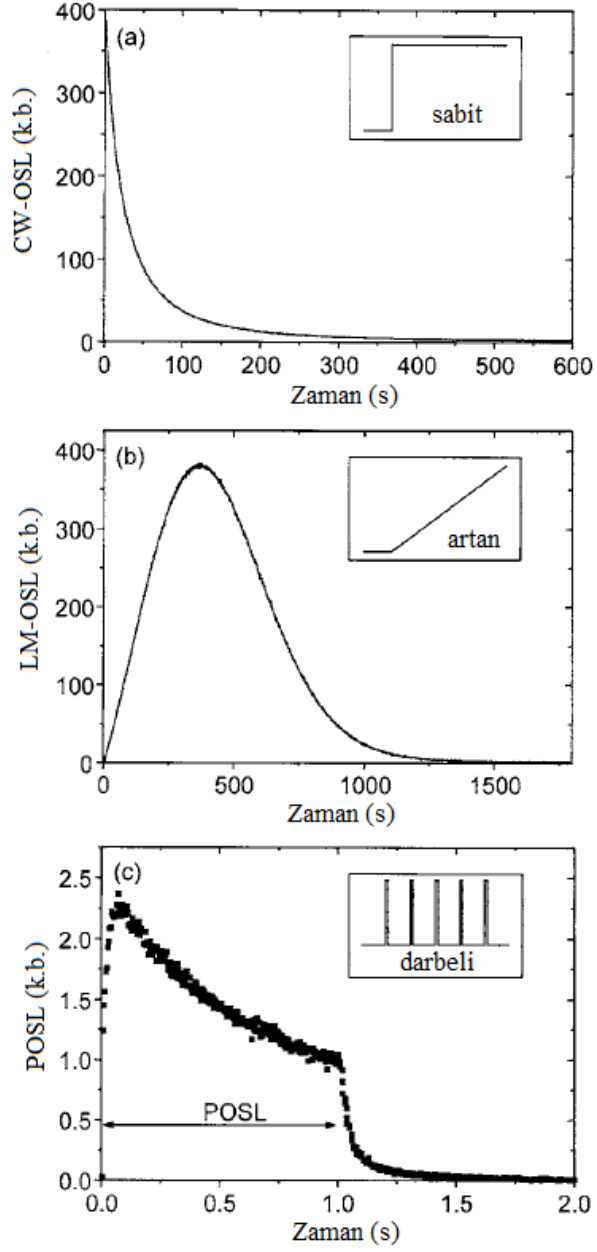 (a)
sabit
CW-OSL (k.b.)
400
300
200
100
0
0 100 200 300 400 500 600
Zaman (s)
(b)
artan
LM-OSL (k.b.)
400
300
200
100
0
0 500 1000 1500
Zaman (s)
(c)
darbeli
POSL (k.b.)
2.5
2.0
1.5
1.0
0.5
0.0
POSL
0.0 0.5 1.0 1.5 2.0
Zaman (s)